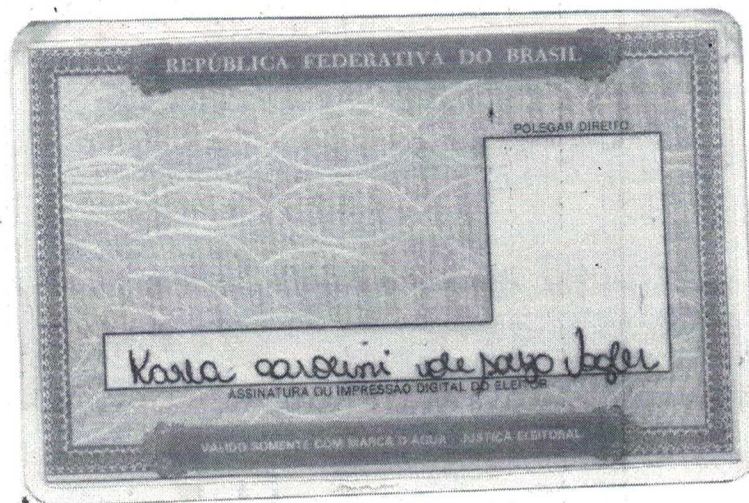 REPÚBLICA FEDERATIVA DO BRASIL
POLEGAR DIREITO
Karla carolini de
ASSINATURA OU IMPRESSÃO DIGITAL DO ELEITOR
VÁLIDO SOMENTE COM MARCA D'ÁGUA - JUSTIÇA ELEITORAL